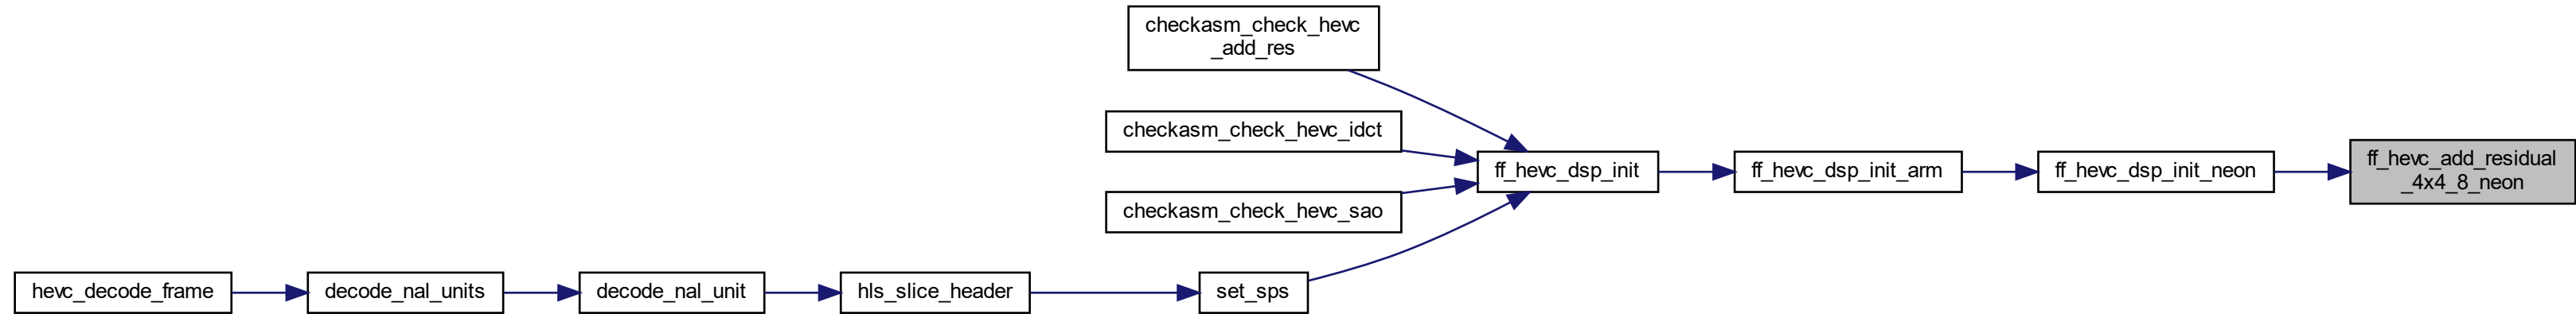 checkasm_check_hevc
_add_res
checkasm_check_hevc_idct
checkasm_check_hevc_sao
hevc_decode_frame
decode_nal_units
decode_nal_unit
hls_slice_header
set_sps
ff_hevc_dsp_init
ff_hevc_dsp_init_arm
ff_hevc_dsp_init_neon
ff_hevc_add_residual
_4x4_8_neon